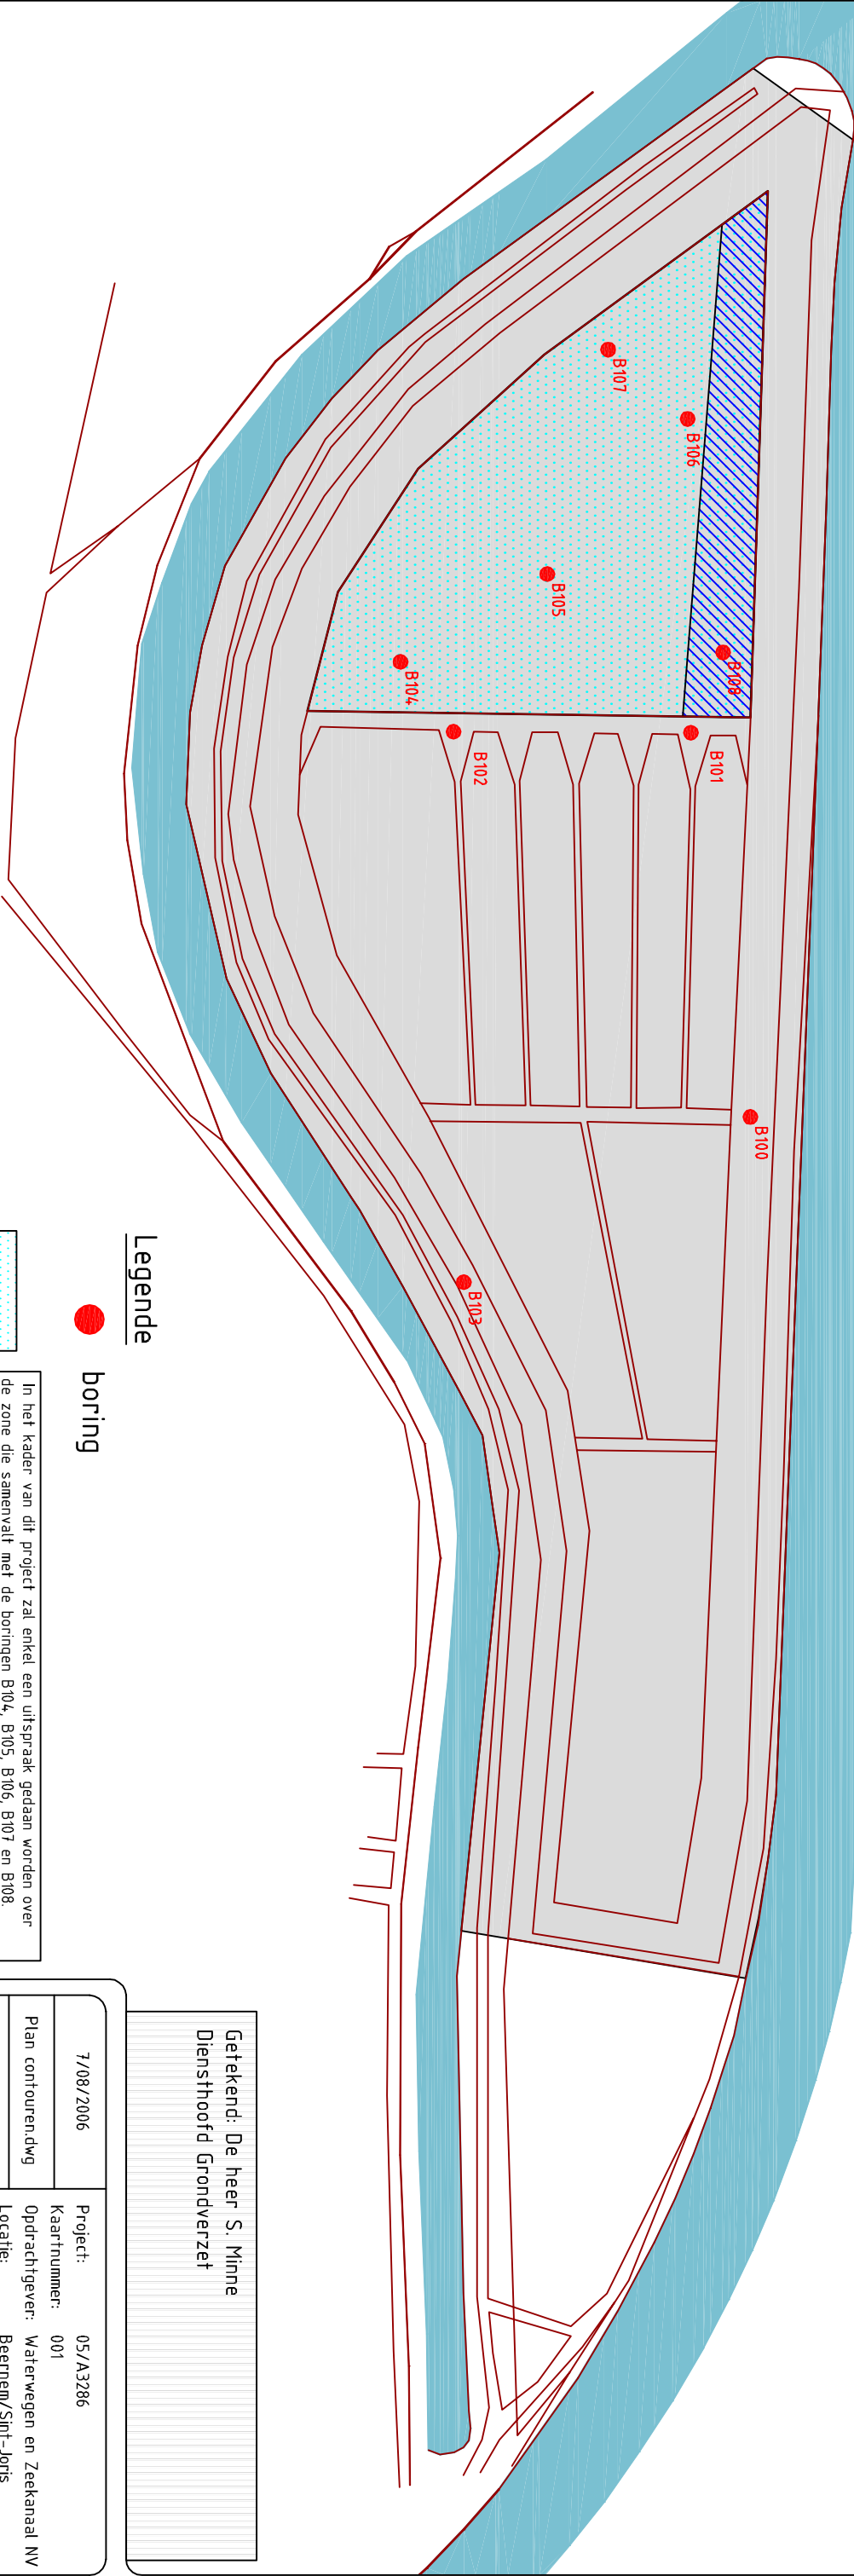 B107
B106
B105
B108
B104
B102
B101
B100
B103
Legende
boring
In het kader van dit project zal enkel een uitspraak gedaan worden over
de zone die samenvalt met de boringen B104, B105, B106, B107 en B108.
Getekend: De heer S. Minne
Diensthoofd Grondverzet
7/08/2006
Plan contouren.dwg
Project: 05/A3286
Kaartnummer: 001
Opdrachtgever: Waterwegen en Zeekanaal NV
Locatie: Beernem/Sint-Joris